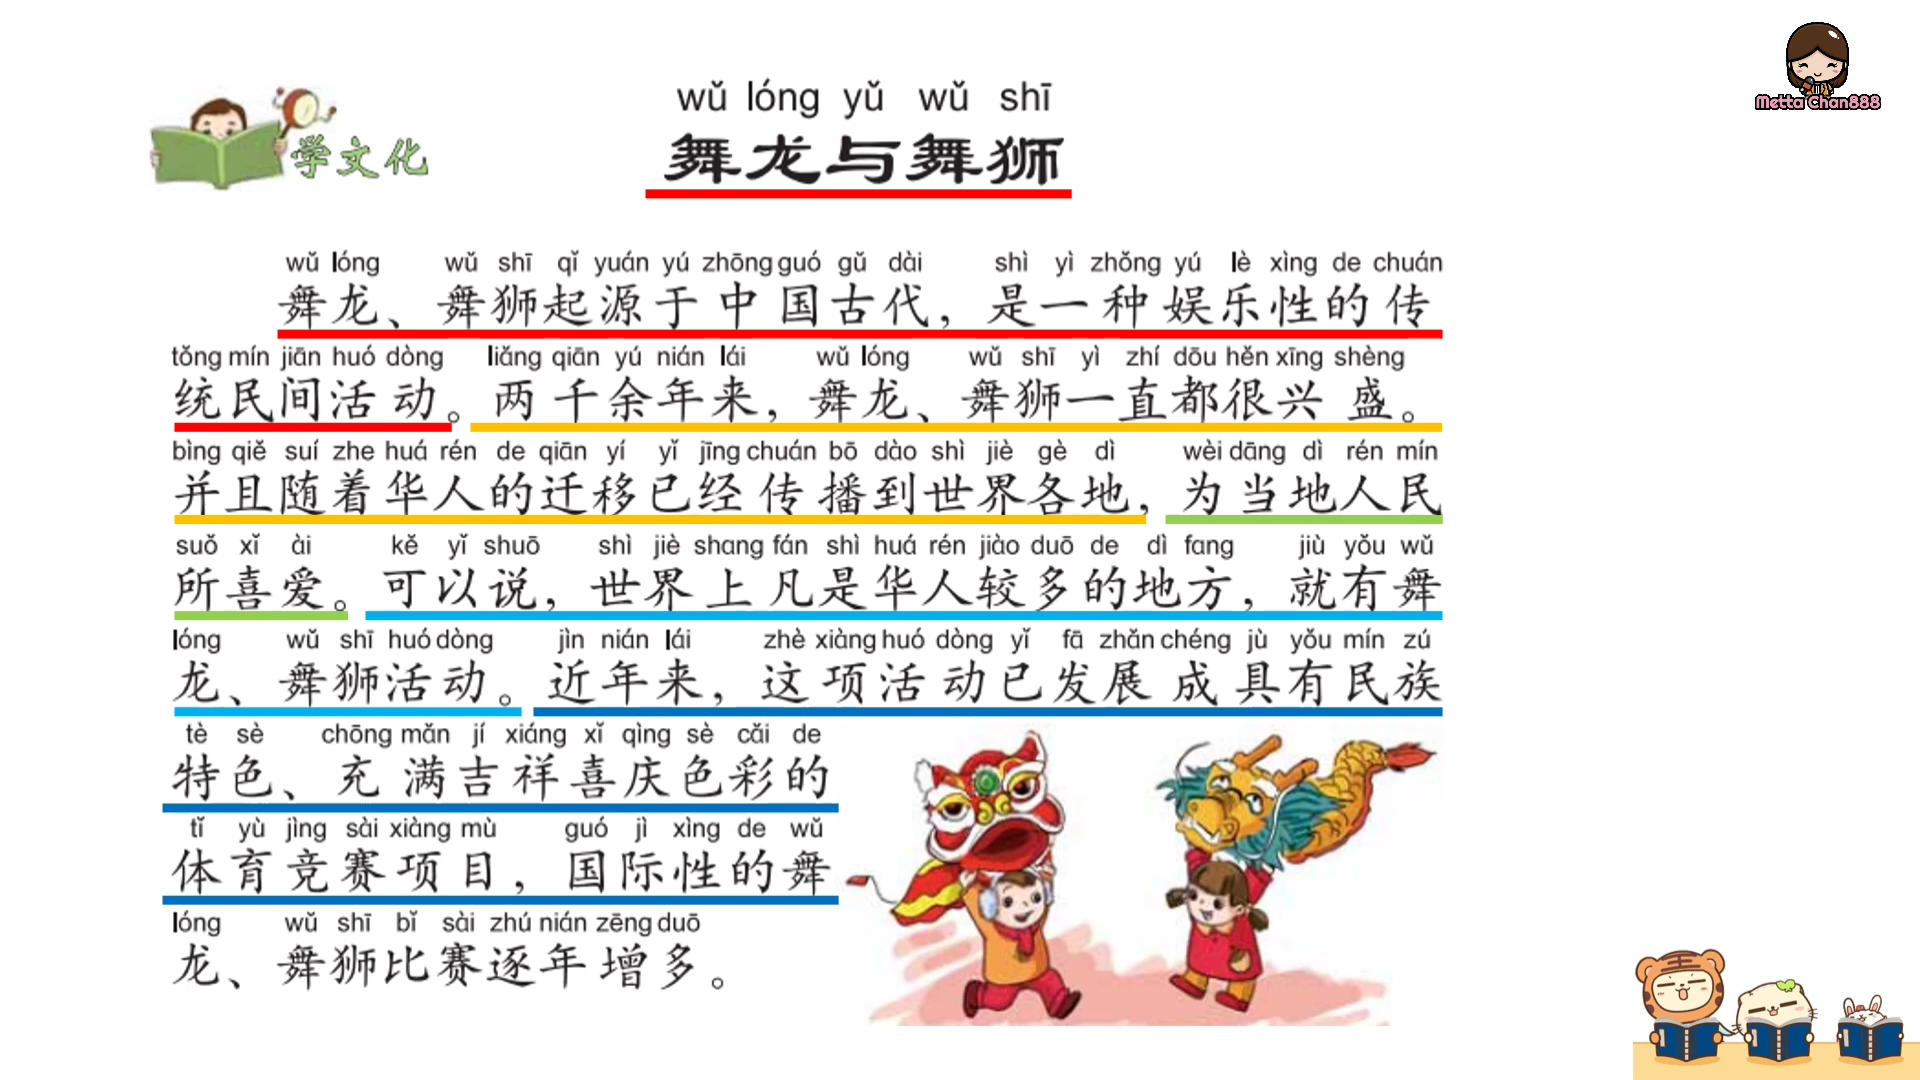 Metta Chan888
学文化
wǔ lóng yǔ wǔ shī
舞龙与舞狮
wǔ lóng wǔ shī qǐ yuán yú zhōng guó gǔ dài shì yì zhǒng yú lè xìng de chuán
舞龙、舞狮起源于中国古代，是一种娱乐性的传
tǒng mín jiān huó dòng liǎng qiān yú nián lái wǔ lóng wǔ shī yì zhí dōu hěn xīng shèng
统民间活动。两千余年来，舞龙、舞狮一直都很兴盛。
bìng qiě suí zhe huá rén de qiān yí yǐ jīng chuán bō dào shì jiè gè dì wèi dāng dì rén mín
并且随着华人的迁移已经传播到世界各地，为当地人民
suǒ xǐ ài kě yǐ shuō shì jiè shang fán shì huá rén jiào duō de dì fang jiù yǒu wǔ
所喜爱。可以说，世界上凡是华人较多的地方，就有舞
lóng wǔ shī huó dòng jìn nián lái zhè xiàng huó dòng yǐ fā zhǎn chéng jù yǒu mín zú
龙、舞狮活动。近年来，这项活动已发展成具有民族
tè sè chōng mǎn jí xiáng xǐ qìng sè cǎi de
特色、充满吉祥喜庆色彩的
tǐ yù jìng sài xiàng mù guó jì xìng de wǔ
体育竞赛项目，国际性的舞
lóng wǔ shī bǐ sài zhú nián zēng duō
龙、舞狮比赛逐年增多。